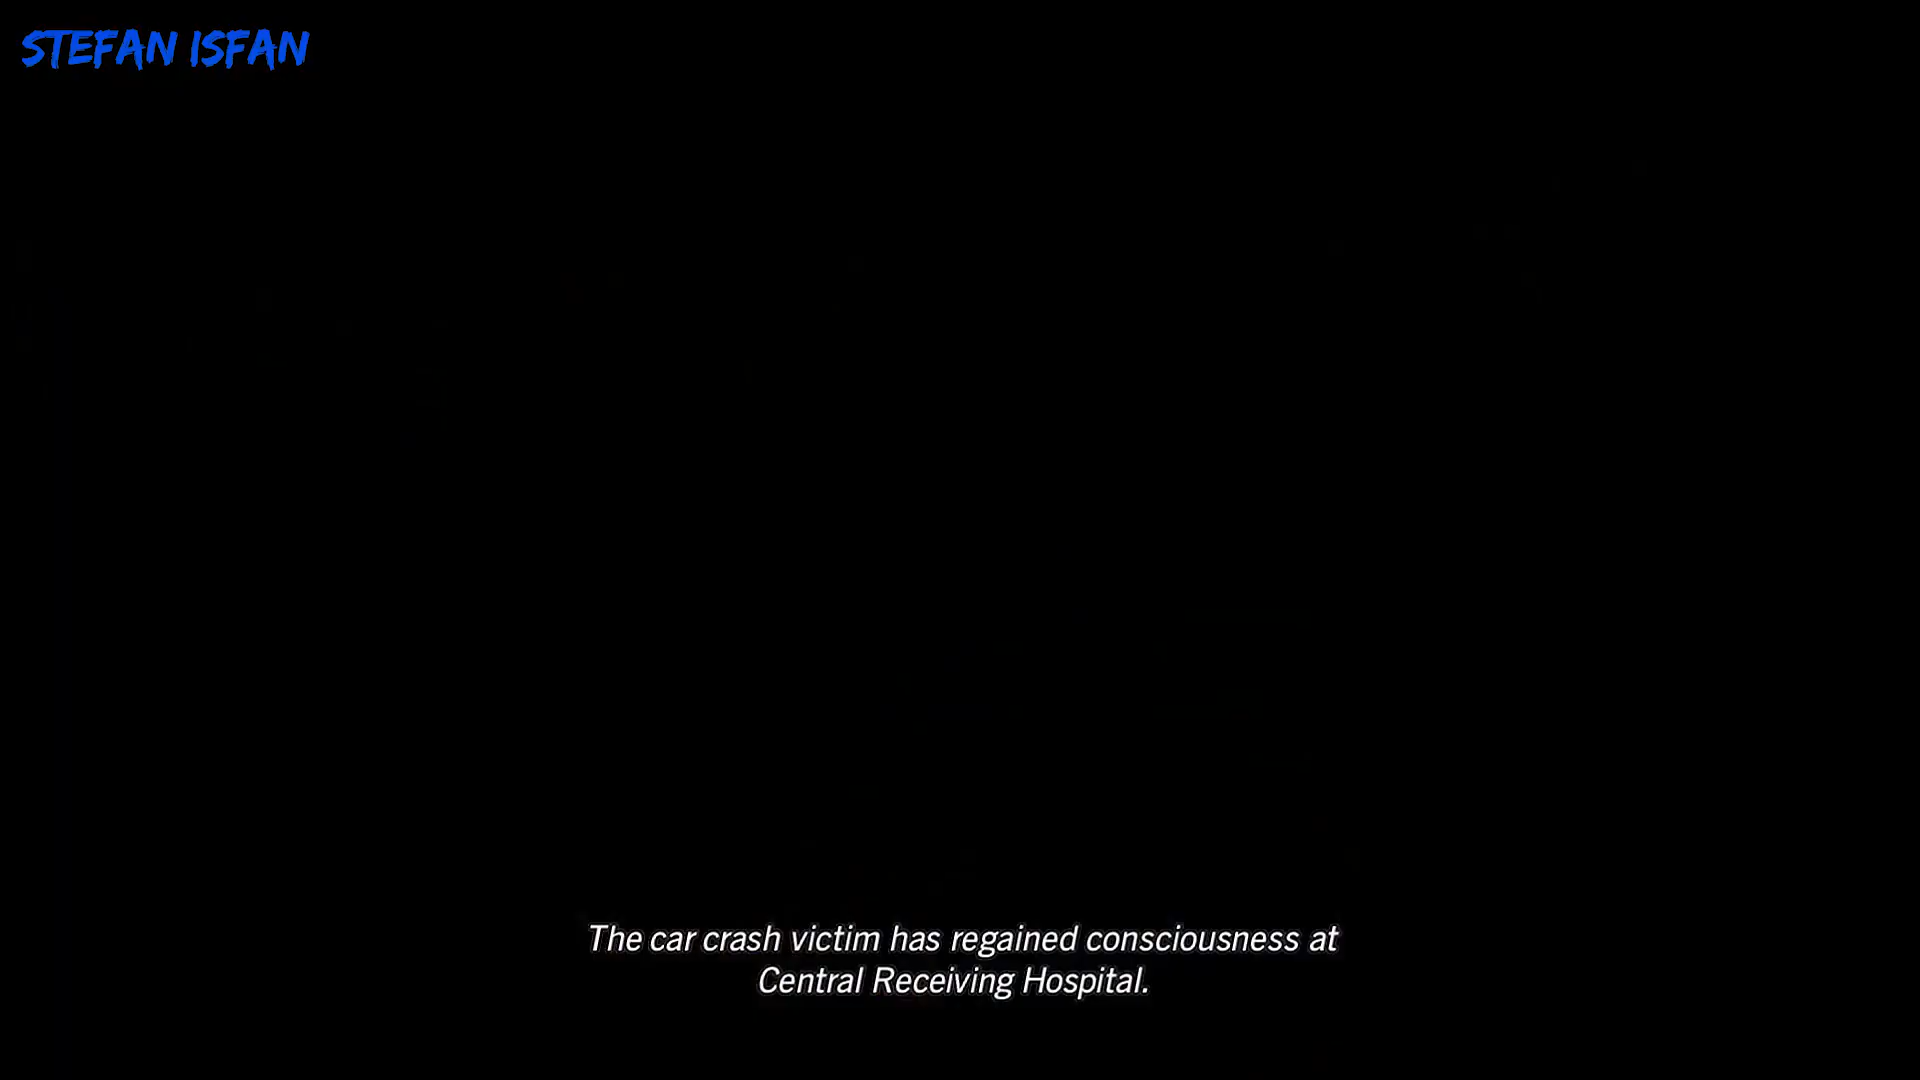 STEFAN ISFAN
The car crash victim has regained consciousness at
Central Receiving Hospital.